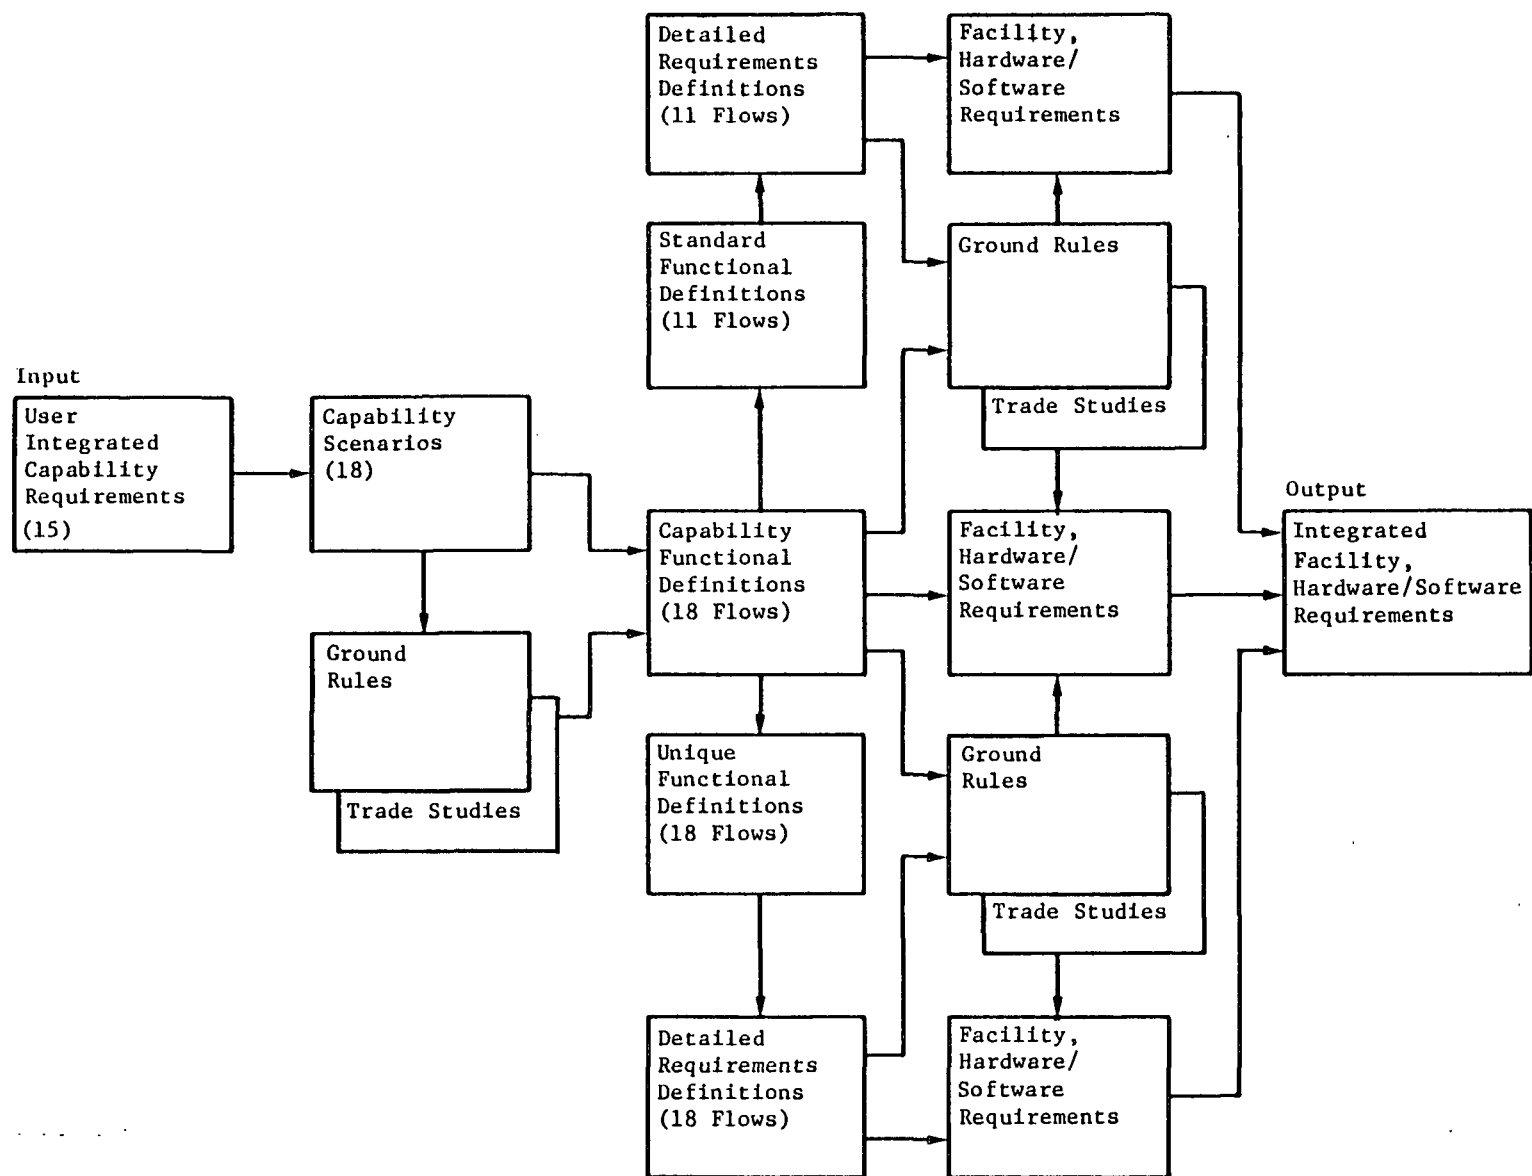 Input
User
Integrated
Capability
Requirements
(15)
Capability
Scenarios
(18)
Ground
Rules
Trade Studies
Detailed
Requirements
Definitions
(11 Flows)
Standard
Functional
Definitions
(11 Flows)
Capability
Functional
Definitions
(18 Flows)
Unique
Functional
Definitions
(18 Flows)
Detailed
Requirements
Definitions
(18 Flows)
Facility,
Hardware/
Software
Requirements
Ground Rules
Trade Studies
Facility,
Hardware/
Software
Requirements
Ground
Rules
Trade Studies
Facility,
Hardware/
Software
Requirements
Output
Integrated
Facility,
Hardware/Software
Requirements